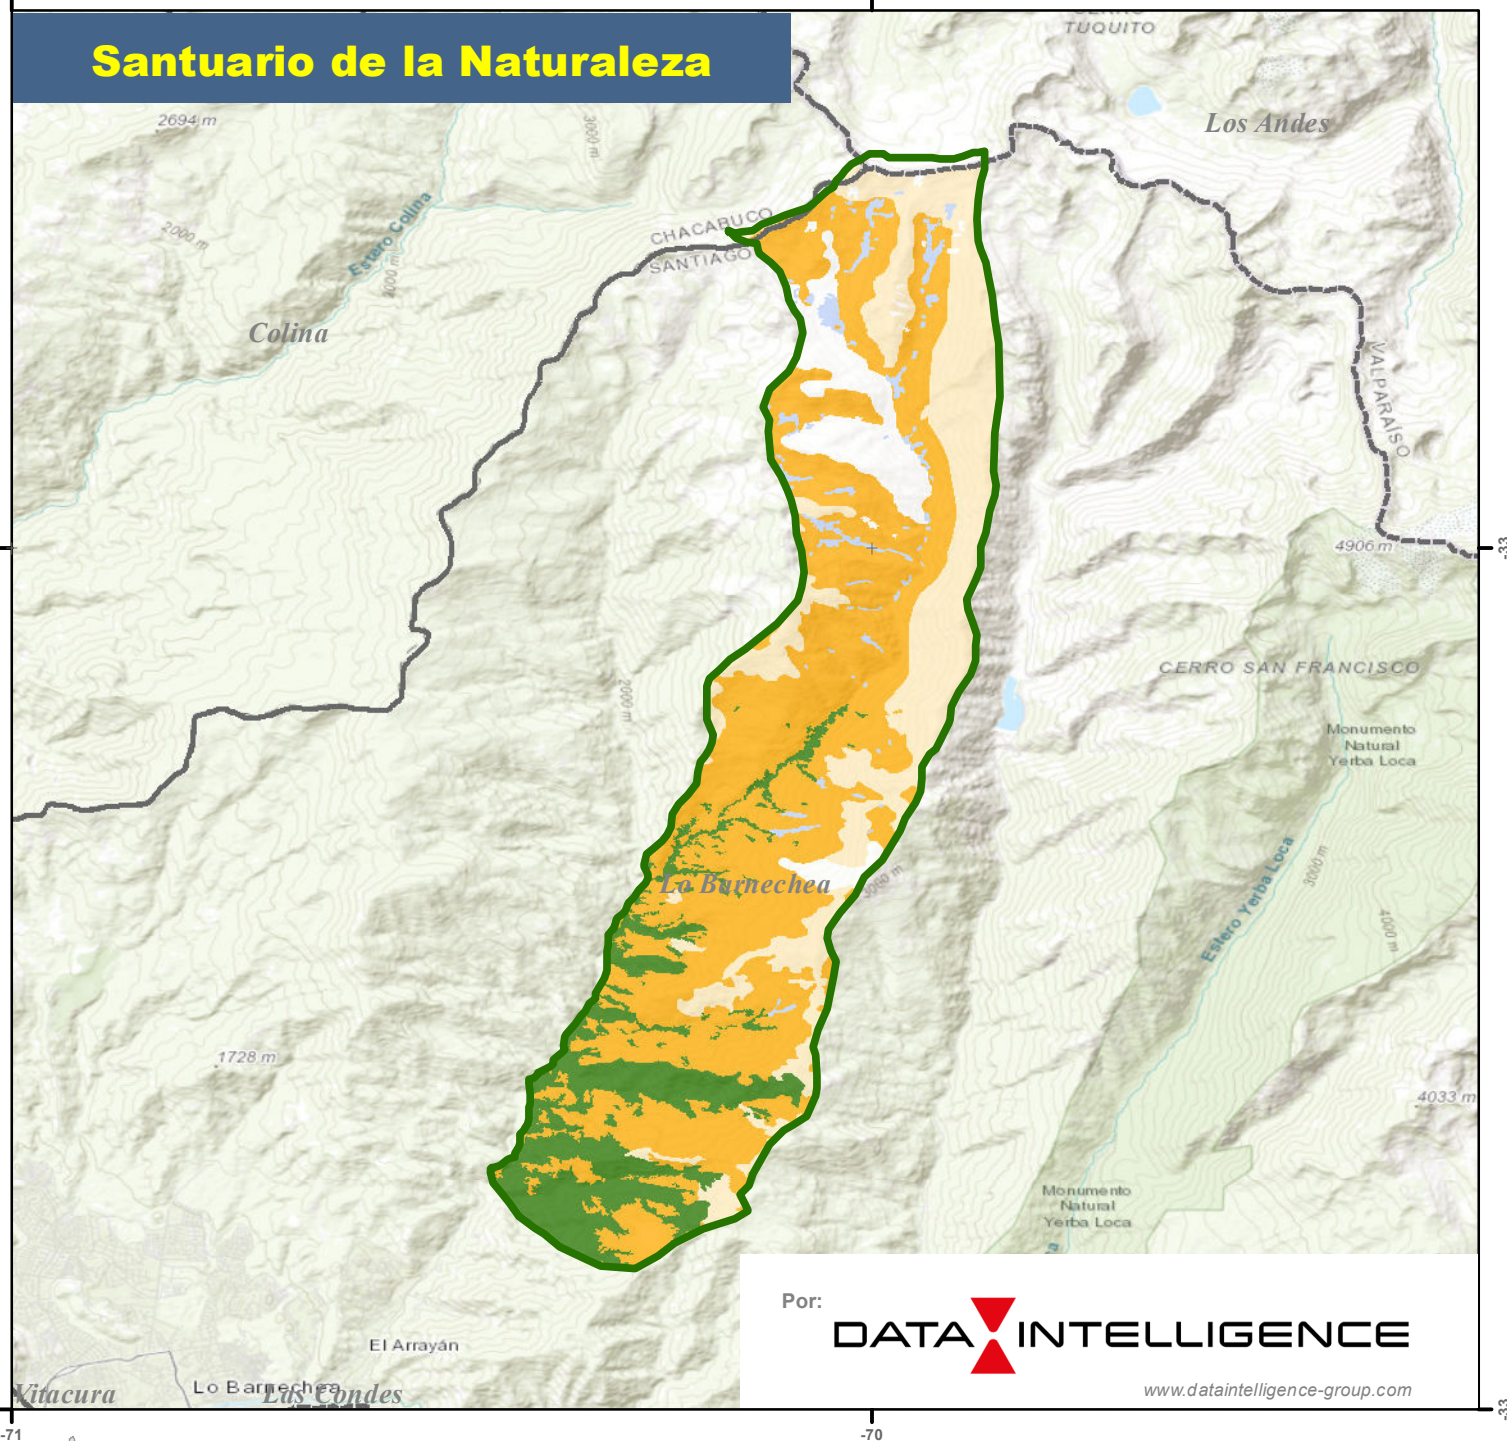 Santuario de la Naturaleza
TUQUITO
Los Andes
2694 m
3000 m
2000 m
Estero Colina
2000 m
CHACABUCO
SANTIAGO
Colina
VALPARAÍSO
4906 m
-33
CERRO SAN FRANCISCO
2000 m
Monumento
Natural
Yerba Loca
Lo Barnechea
3000 m
Estero Yerba Loca
3000 m
4000 m
1728 m
4033 m
Monumento
Natural
Yerba Loca
a
Por:
DATA INTELLIGENCE
www.dataintelligence-group.com
El Arrayán
Vitacura
Lo Barnechea
Las Condes
-33
-71
-70